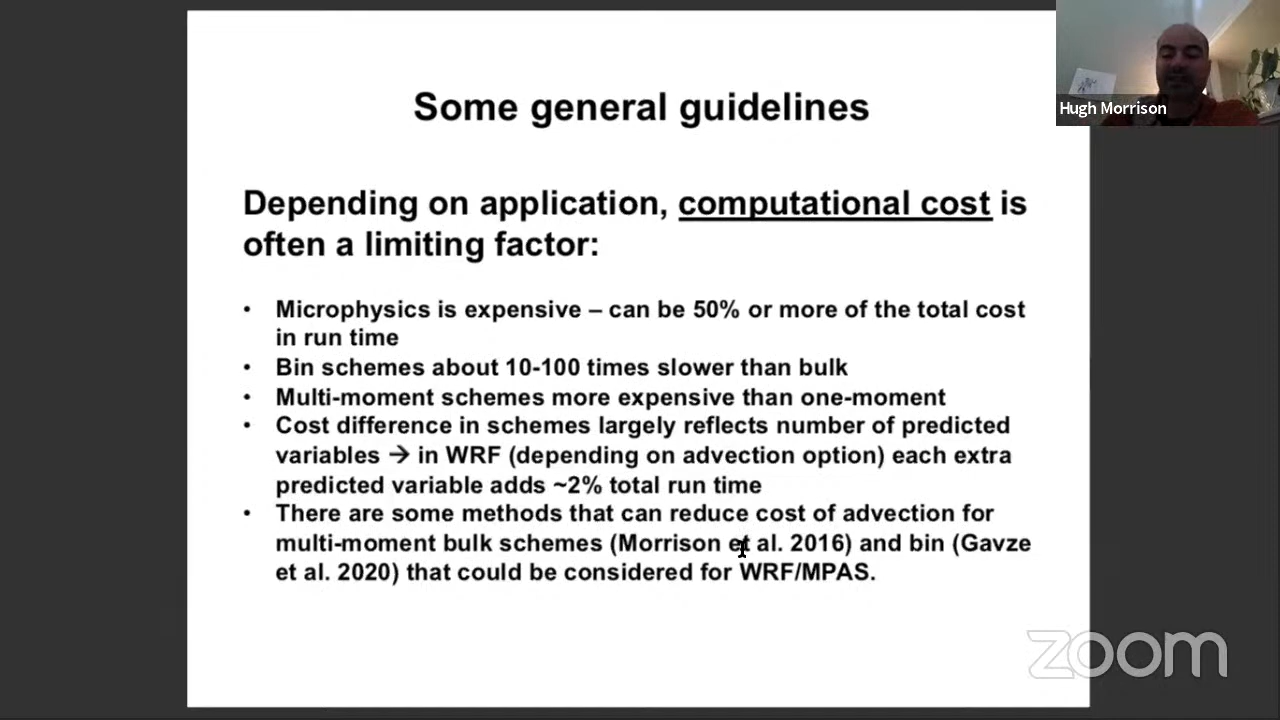 Some general guidelines
Hugh Morrison
Depending on application, computational cost is
often a limiting factor:
• Microphysics is expensive – can be 50% or more of the total cost
in run time
• Bin schemes about 10-100 times slower than bulk
• Multi-moment schemes more expensive than one-moment
• Cost difference in schemes largely reflects number of predicted
variables → in WRF (depending on advection option) each extra
predicted variable adds ~2% total run time
• There are some methods that can reduce cost of advection for
multi-moment bulk schemes (Morrison et al. 2016) and bin (Gavze
et al. 2020) that could be considered for WRF/MPAS.
zoom